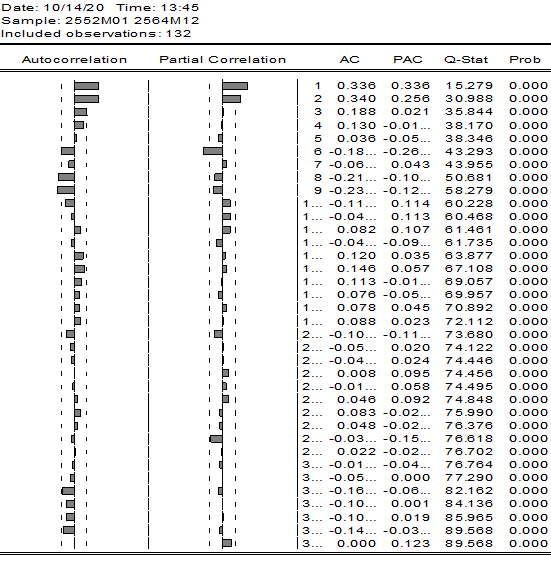 Date: 10/14/20   Time: 13:45
Sample: 2552M01 2564M12
Included observations: 132
Autocorrelation Partial Correlation AC PAC Q-Stat Prob
1 0.336 0.336 15.279 0.000
2 0.340 0.256 30.988 0.000
3 0.188 0.021 35.844 0.000
4 0.130 -0.01... 38.170 0.000
5 0.036 -0.05... 38.346 0.000
6 -0.18... -0.26... 43.293 0.000
7 -0.06... 0.043 43.955 0.000
8 -0.21... -0.10... 50.681 0.000
9 -0.23... -0.12... 58.279 0.000
1... -0.11... 0.114 60.228 0.000
1... -0.04... 0.113 60.468 0.000
1... 0.082 0.107 61.461 0.000
1... -0.04... -0.09... 61.735 0.000
1... 0.120 0.035 63.877 0.000
1... 0.146 0.057 67.108 0.000
1... 0.113 -0.01... 69.057 0.000
1... 0.076 -0.05... 69.957 0.000
1... 0.078 0.045 70.892 0.000
1... 0.088 0.023 72.112 0.000
2... -0.10... -0.11... 73.680 0.000
2... -0.05... 0.020 74.122 0.000
2... -0.04... 0.024 74.446 0.000
2... 0.008 0.095 74.456 0.000
2... -0.01... 0.058 74.495 0.000
2... 0.046 0.092 74.848 0.000
2... 0.083 -0.02... 75.990 0.000
2... 0.048 -0.02... 76.376 0.000
2... -0.03... -0.15... 76.618 0.000
2... 0.022 -0.02... 76.702 0.000
3... -0.01... -0.04... 76.764 0.000
3... -0.05... 0.000 77.290 0.000
3... -0.16... -0.06... 82.162 0.000
3... -0.10... 0.001 84.136 0.000
3... -0.10... 0.019 85.965 0.000
3... -0.14... -0.03... 89.568 0.000
3... 0.000 0.123 89.568 0.000